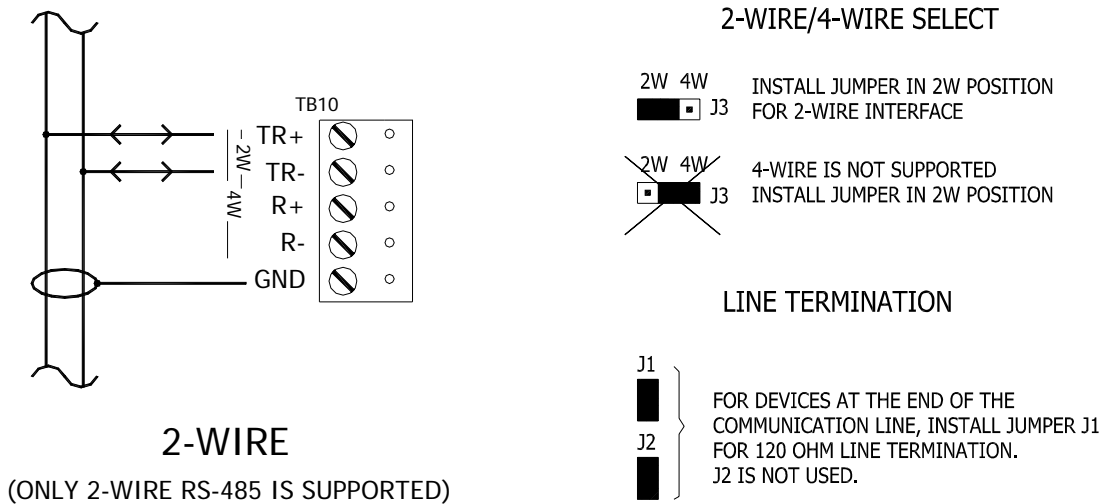 TB10
TR+
TR-
R+
R-
GND
2W
4W
2-WIRE
(ONLY 2-WIRE RS-485 IS SUPPORTED)
2-WIRE/4-WIRE SELECT
2W 4W
J3
INSTALL JUMPER IN 2W POSITION
FOR 2-WIRE INTERFACE
2W 4W
J3
4-WIRE IS NOT SUPPORTED
INSTALL JUMPER IN 2W POSITION
LINE TERMINATION
J1
J2
FOR DEVICES AT THE END OF THE
COMMUNICATION LINE, INSTALL JUMPER J1
FOR 120 OHM LINE TERMINATION.
J2 IS NOT USED.